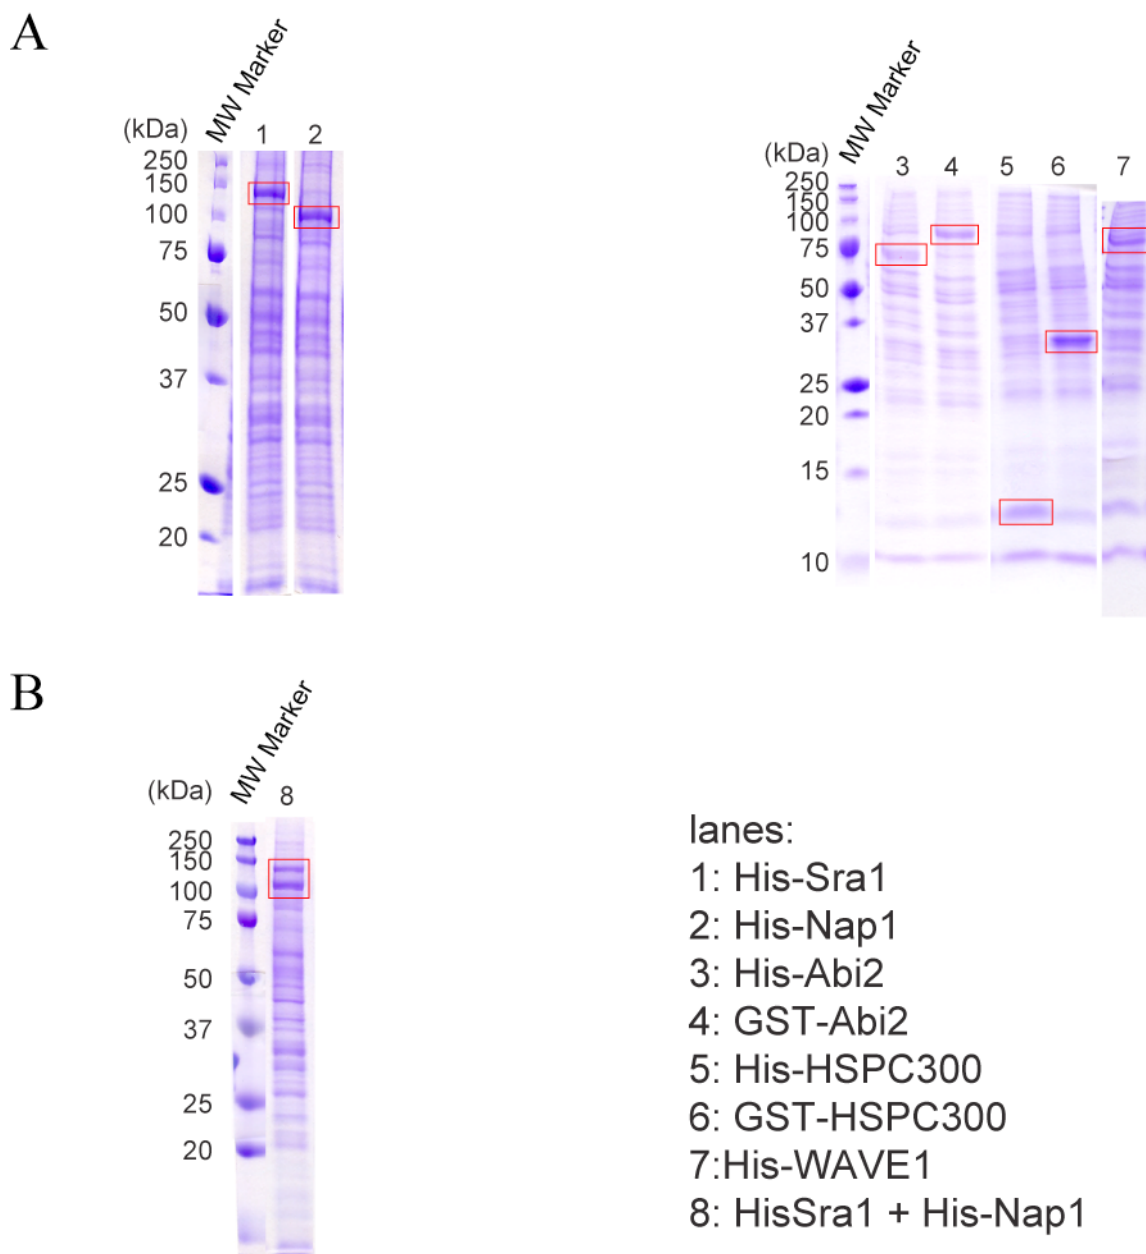 A
MW Marker
(kDa)
1
2
250
150
100
75
50
37
25
20
MW Marker
(kDa)
3
4
5
6
7
250
150
100
75
50
37
25
20
15
10
B
MW Marker
(kDa)
8
250
150
100
75
50
37
25
20
lanes:
1: His-Sra1
2: His-Nap1
3: His-Abi2
4: GST-Abi2
5: His-HSPC300
6: GST-HSPC300
7:His-WAVE1
8: HisSra1 + His-Nap1